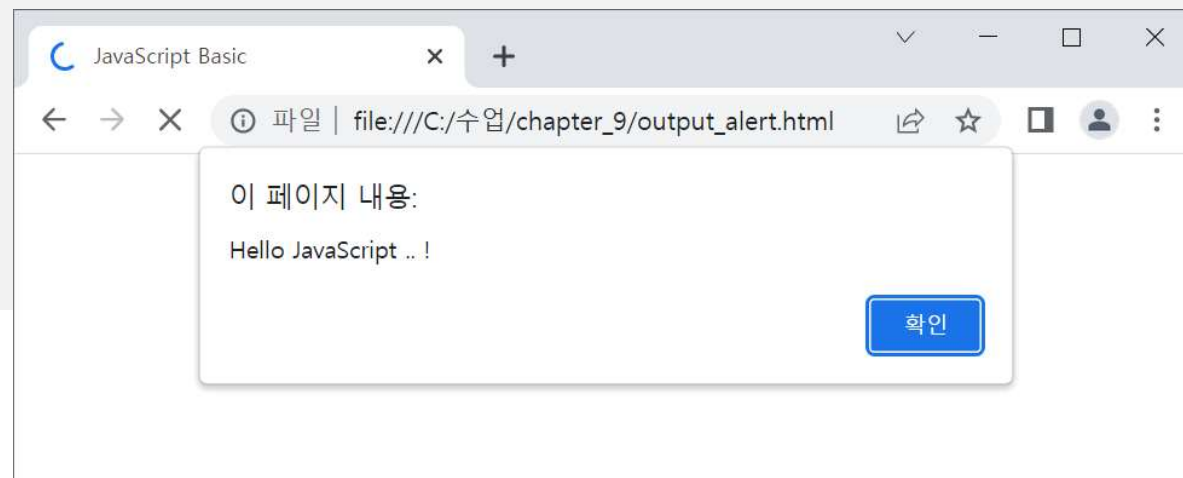 JavaScript Basic
파일 | file:///C:/수업/chapter_9/output_alert.html
이 페이지 내용:
Hello JavaScript .. !
확인